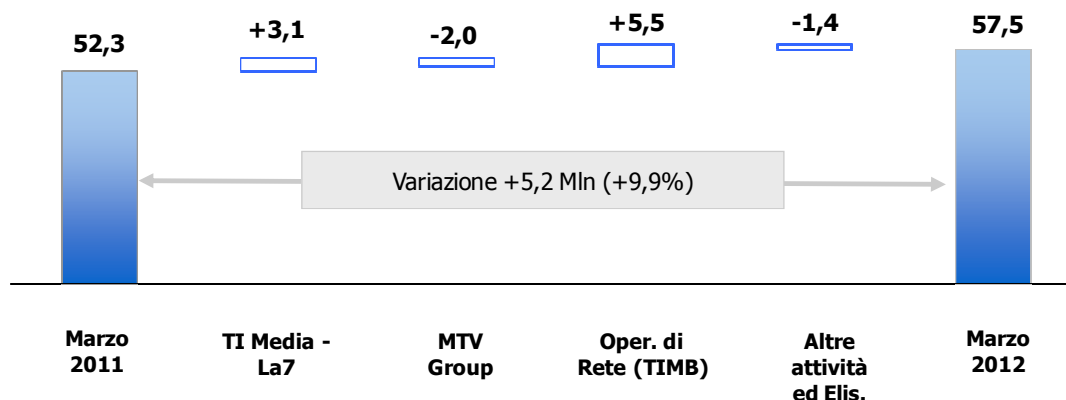 52,3
+3,1
-2,0
+5,5
-1,4
57,5
Variazione +5,2 Mln (+9,9%)
Marzo
2011
TI Media -
La7
MTV
Group
Oper. di
Rete (TIMB)
Altre
attività
ed Elis.
Marzo
2012